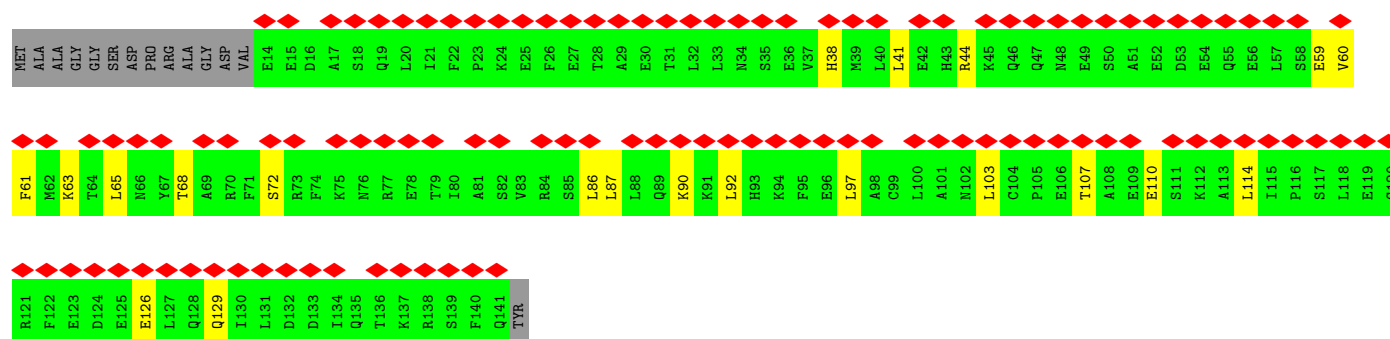 MET ALA ALA GLY GLY SER ASP PRO ARG ALA GLY ASP VAL E14 E15 D16 A17 S18 Q19 L20 I21 F22 P23 K24 E25 F26 E27 T28 A29 E30 T31 L32 L33 N34 S35 E36 V37 H38 M39 L40 L41 E42 H43 R44 K45 Q46 Q47 N48 E49 S50 A51 E52 D53 E54 Q55 E56 L57 S58 E59 V60
F61 M62 K63 T64 L65 N66 Y67 T68 A69 R70 F71 S72 R73 F74 K75 N76 R77 E78 T79 I80 A81 S82 V83 R84 S85 L86 L87 L88 Q89 K90 K91 L92 H93 K94 F95 E96 L97 A98 C99 L100 A101 N102 L103 C104 P105 E106 T107 A108 E109 E110 S111 K112 A113 L114 I115 P116 S117 L118 E119
R121 F122 E123 D124 E125 E126 L127 Q128 Q129 I130 L131 D132 D133 I134 Q135 T136 K137 R138 S139 F140 Q141 TYR